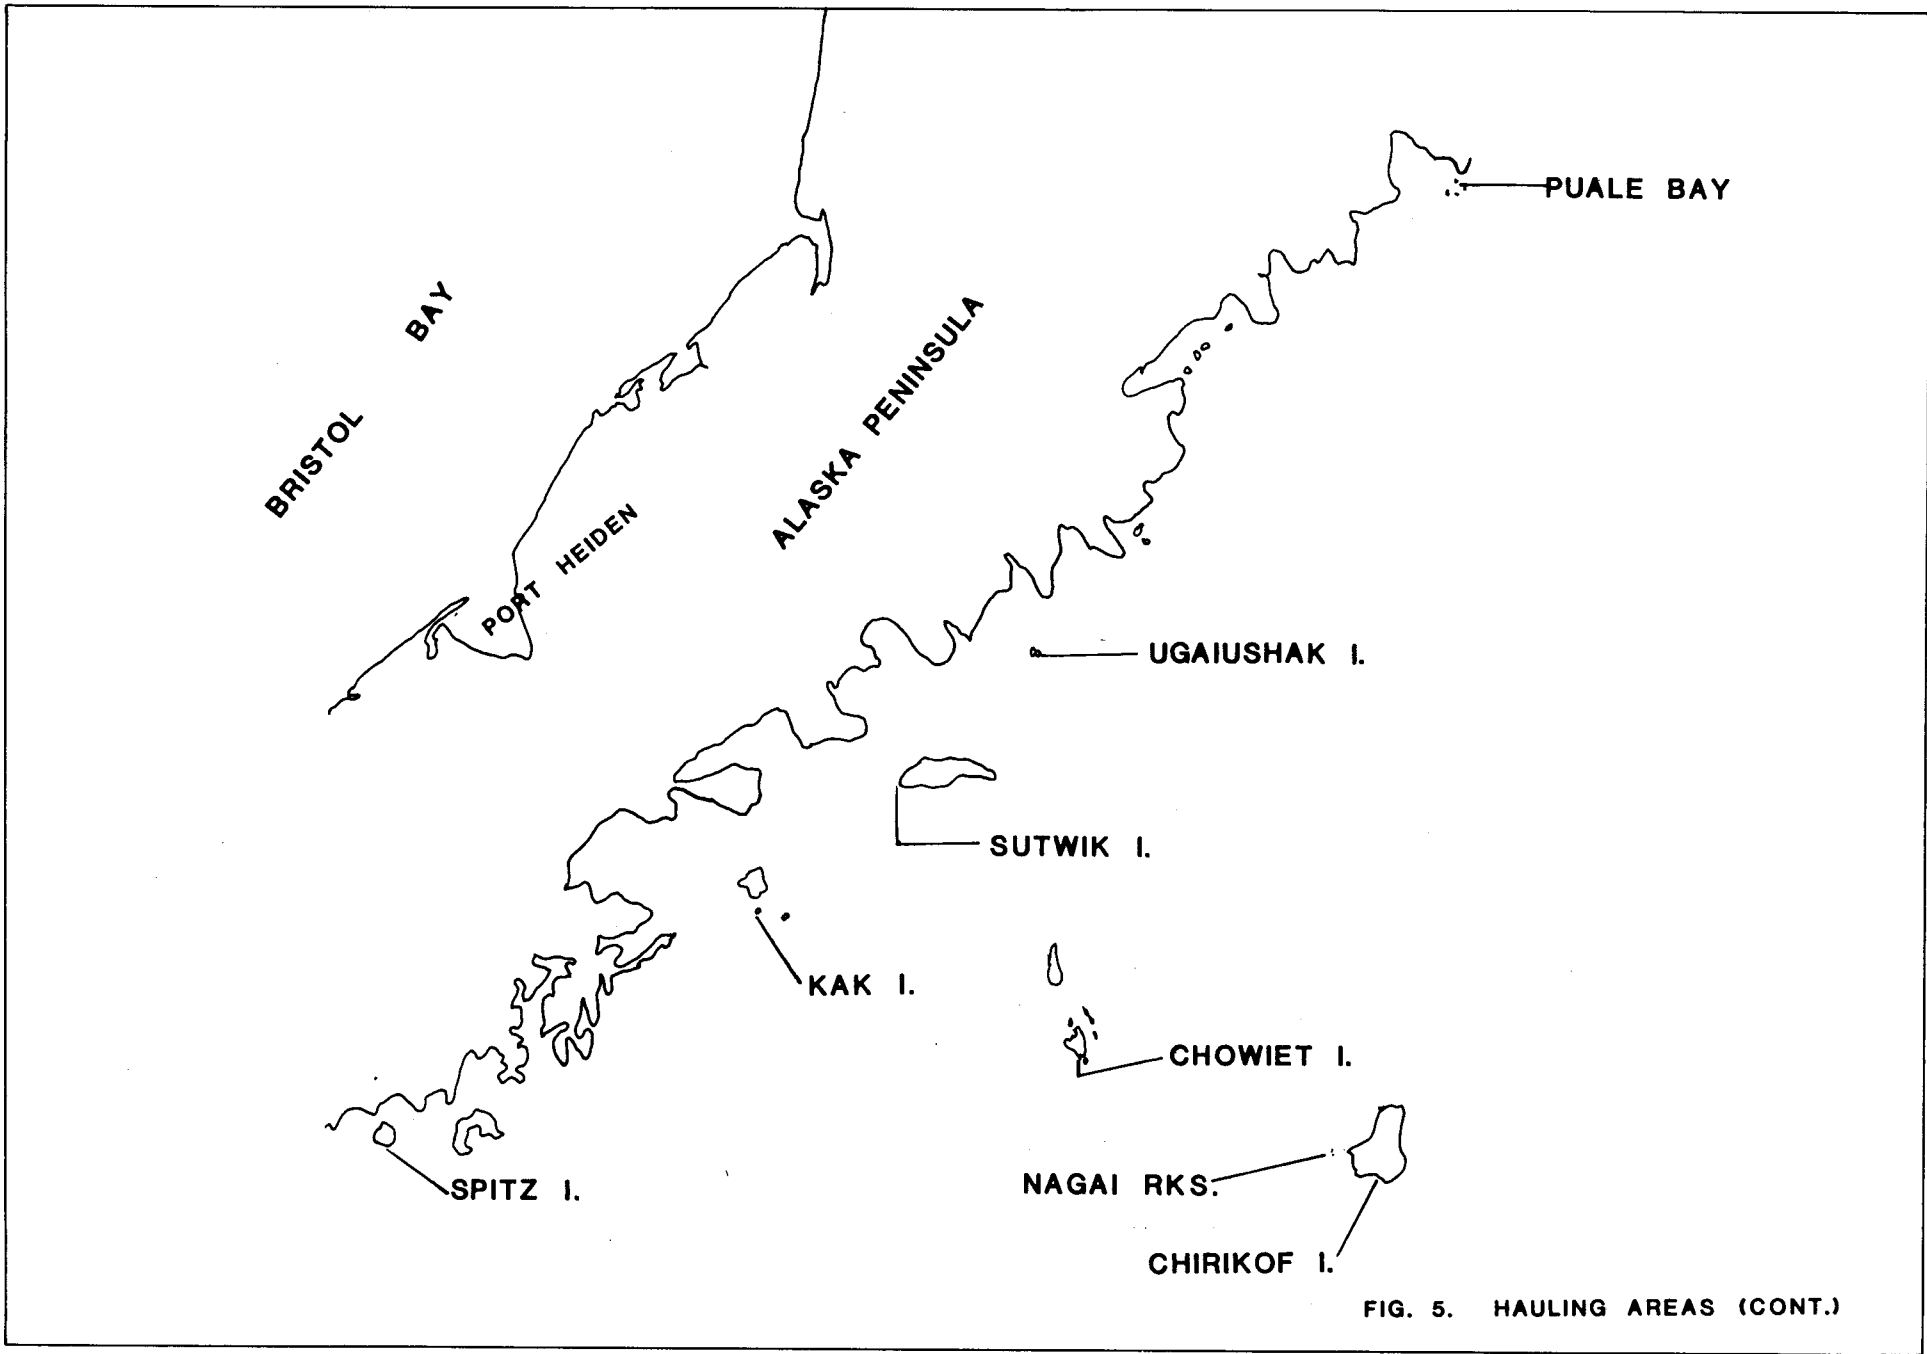 PUALE BAY
BRISTOL BAY
ALASKA PENINSULA
PORT HEIDEN
UGAIUSHAK I.
SUTWIK I.
KAK I.
CHOWIET I.
NAGAI RKS.
SPITZ I.
CHIRIKOF I.
FIG. 5. HAULING AREAS (CONT.)